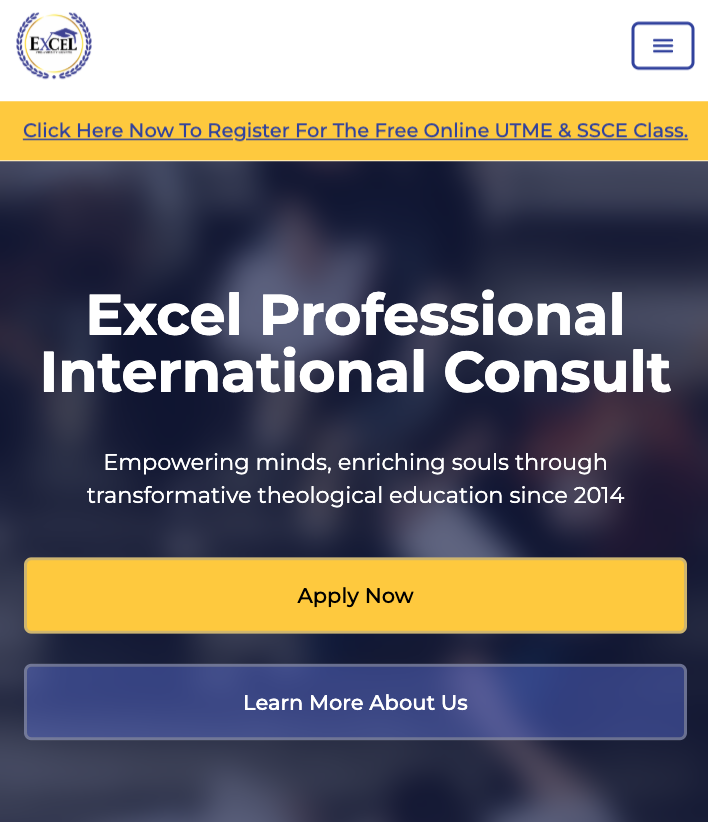 EXCEL
Click Here Now To Register For The Free Online UTME & SSCE Class.
Excel Professional
International Consult
Empowering minds, enriching souls through
transformative theological education since 2014
Apply Now
Learn More About Us